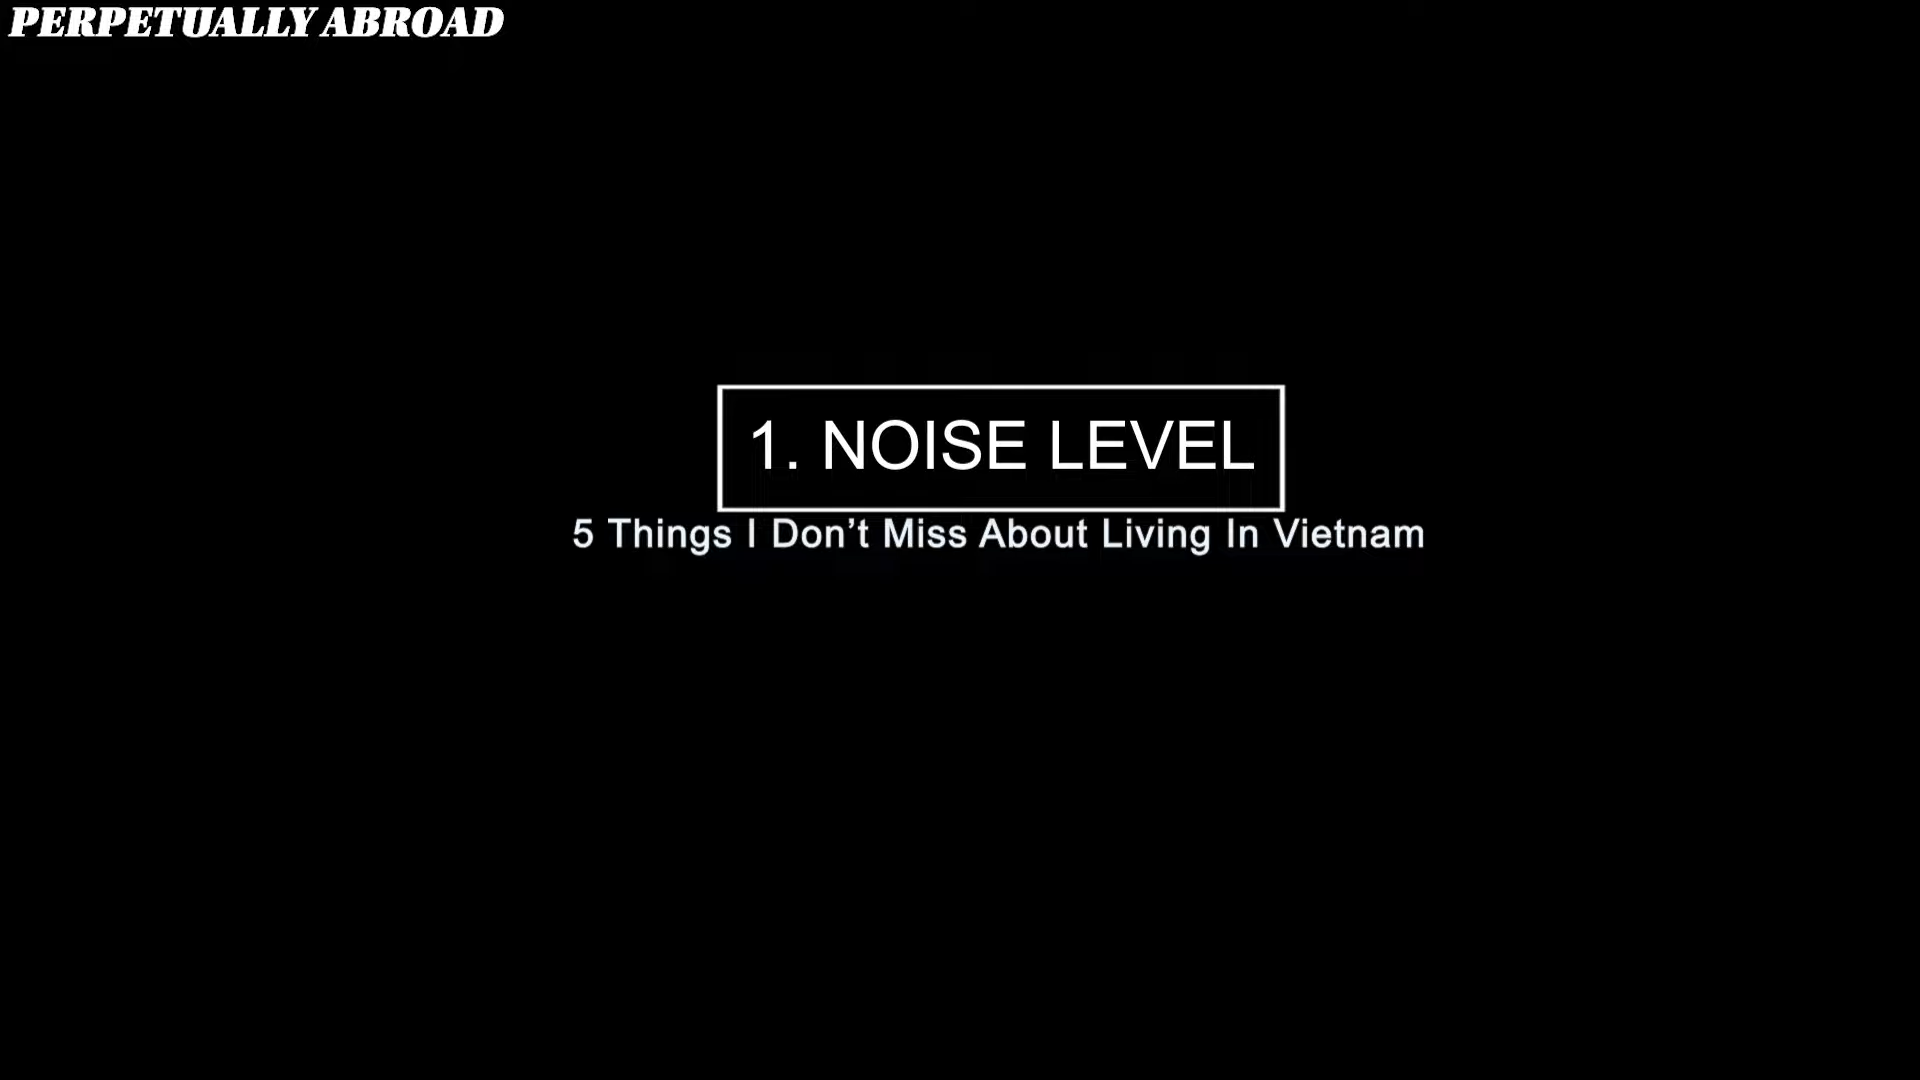 PERPETUALLY ABROAD
1. NOISE LEVEL
5 Things I Don’t Miss About Living In Vietnam